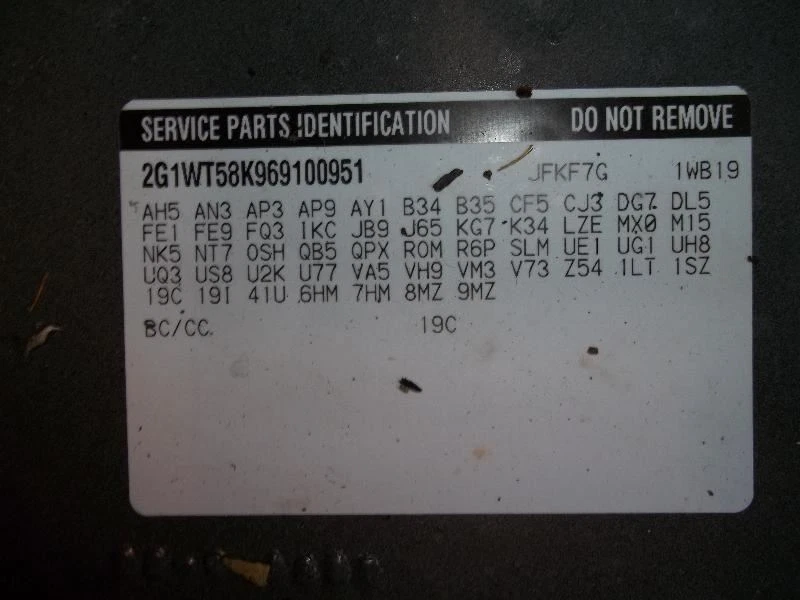 SERVICE PARTS IDENTIFICATION DO NOT REMOVE
2G1WT58K969100951 JFKF7G 1WB19
AH5 AN3 AP3 AP9 AY1 B34 B35 CF5 CJ3 DG7 DL5
FE1 FE9 FQ3 IKC JB9 J65 KG7 K34 LZE MX0 M15
NK5 NT7 OSH QB5 QPX ROM R6P SLM UE1 UG1 UH8
UQ3 US8 U2K U77 VA5 VH9 VM3 V73 Z54 1LT 1SZ
19C 19I 41U 6HM 7HM 8MZ 9MZ
BC/CC 19C